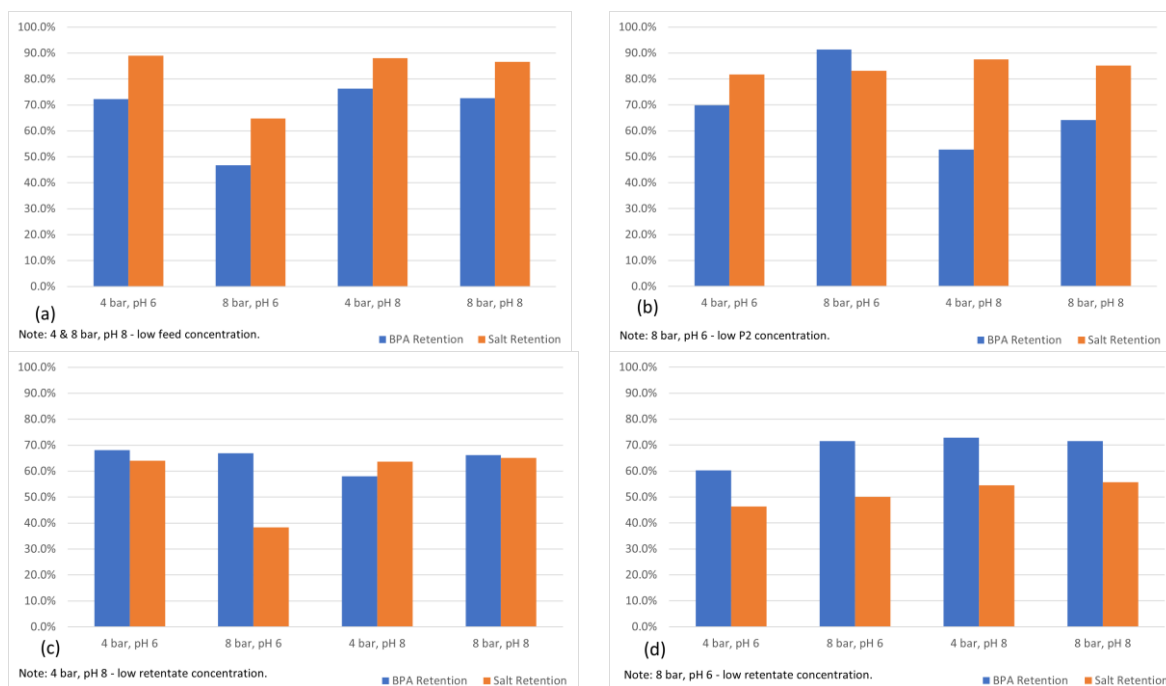 100.0%
90.0%
80.0%
70.0%
60.0%
50.0%
40.0%
30.0%
20.0%
10.0%
0.0%
4 bar, pH 6 8 bar, pH 6 4 bar, pH 8 8 bar, pH 8
(a)
Note: 4 & 8 bar, pH 8 - low feed concentration.
BPA Retention Salt Retention
100.0%
90.0%
80.0%
70.0%
60.0%
50.0%
40.0%
30.0%
20.0%
10.0%
0.0%
4 bar, pH 6 8 bar, pH 6 4 bar, pH 8 8 bar, pH 8
(b)
Note: 8 bar, pH 6 - low P2 concentration.
BPA Retention Salt Retention
100.0%
90.0%
80.0%
70.0%
60.0%
50.0%
40.0%
30.0%
20.0%
10.0%
0.0%
4 bar, pH 6 8 bar, pH 6 4 bar, pH 8 8 bar, pH 8
(c)
Note: 4 bar, pH 8 - low retentate concentration.
BPA Retention Salt Retention
100.0%
90.0%
80.0%
70.0%
60.0%
50.0%
40.0%
30.0%
20.0%
10.0%
0.0%
4 bar, pH 6 8 bar, pH 6 4 bar, pH 8 8 bar, pH 8
(d)
Note: 8 bar, pH 6 - low retentate concentration.
BPA Retention Salt Retention